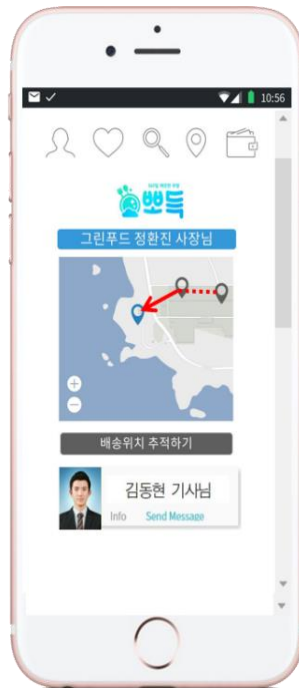 10:56
뽀득
그린푸드 정환진 사장님
배송위치 추적하기
김동현 기사님
Info Send Message